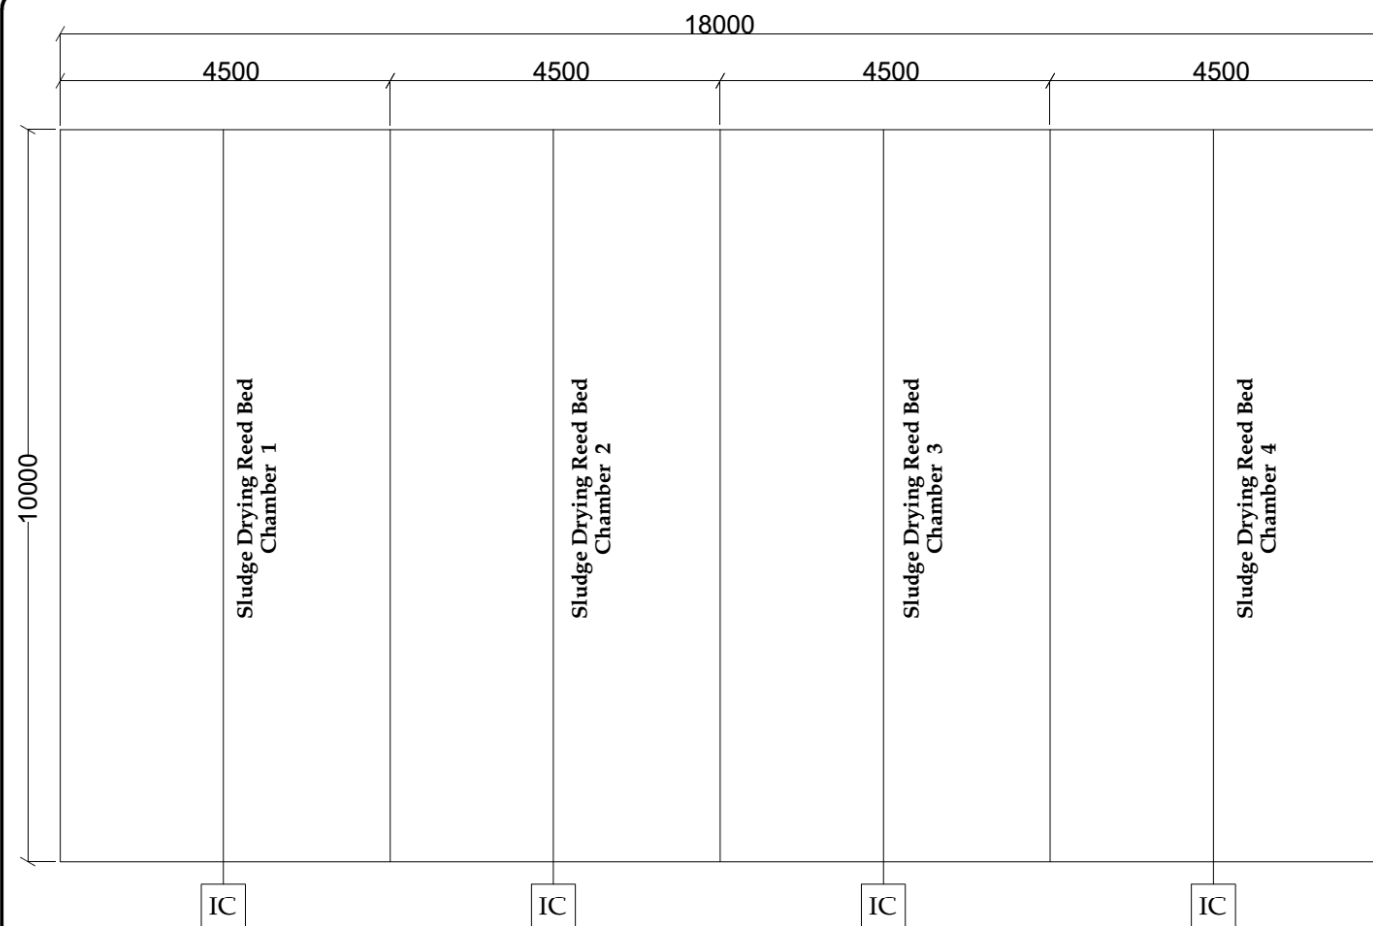 18000
4500
4500
4500
4500
10000
Sludge Drying Reed Bed
Chamber 1
Sludge Drying Reed Bed
Chamber 2
Sludge Drying Reed Bed
Chamber 3
Sludge Drying Reed Bed
Chamber 4
IC
IC
IC
IC